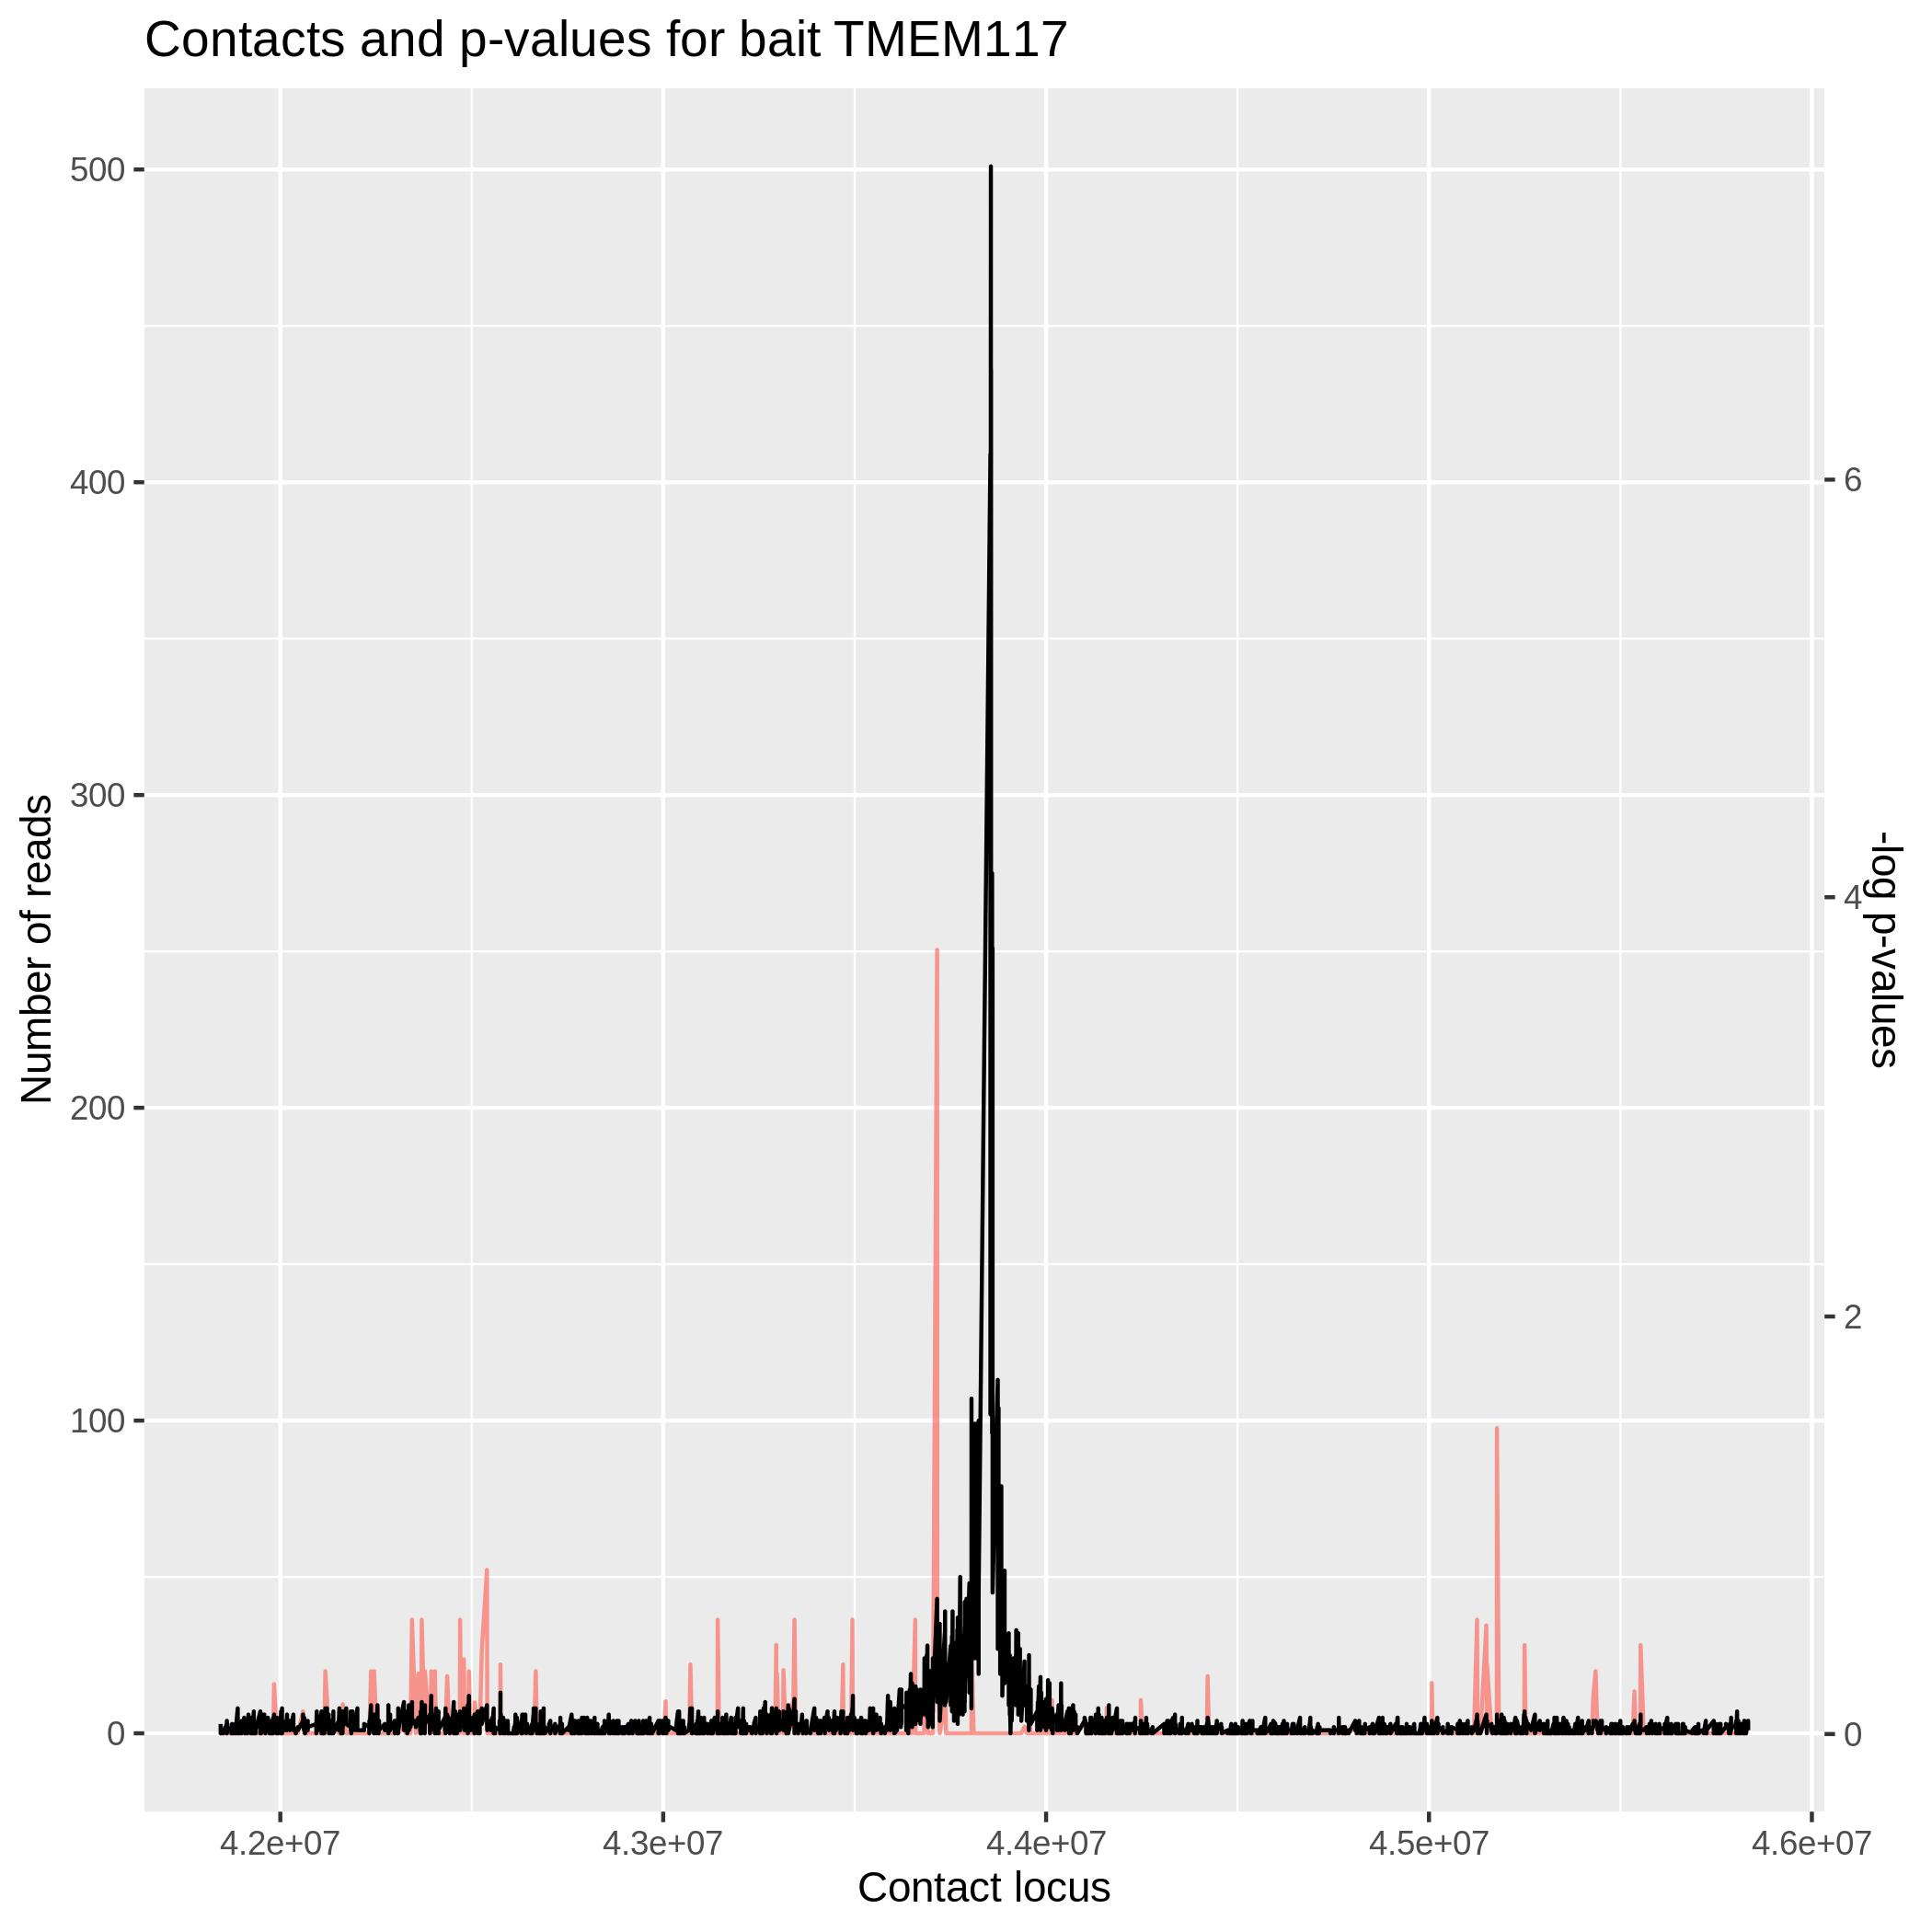 Contacts and p-values for bait TMEM117
500
400
300
200
100
0
Number of reads
6
4
2
0
-log p-values
4.2e+07 4.3e+07 4.4e+07 4.5e+07 4.6e+07
Contact locus